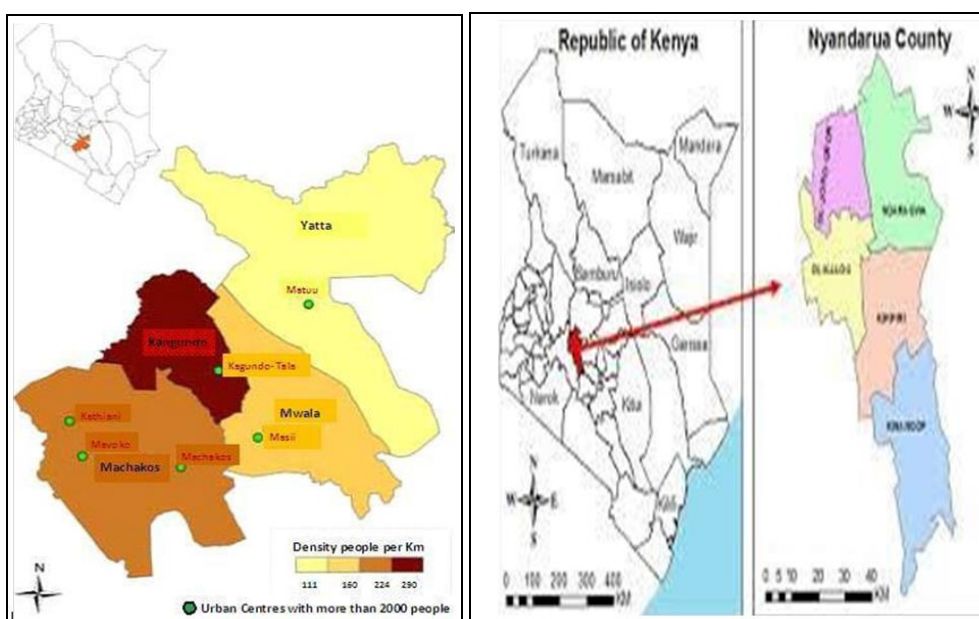 Yatta
Matuu
Kangundo
Kagundo-Tala
Mwala
Kathiani
Masii
Mavoko
Machakos
Machakos
Density people per Km
111 160 224 290
N
Urban Centres with more than 2000 people
Republic of Kenya
Turkana
Mandera
Marsabit
Wajir
Samburu
Isiolo
Garissa
Narok
Kitui
Kilifi
N
W E
S
0 100 200 300 400
KM
Nyandarua County
N
W E
S
NDARAGWA
OL KALOU
KIPIPIRI
KINANGOP
0 5 10 20 30 40
KM